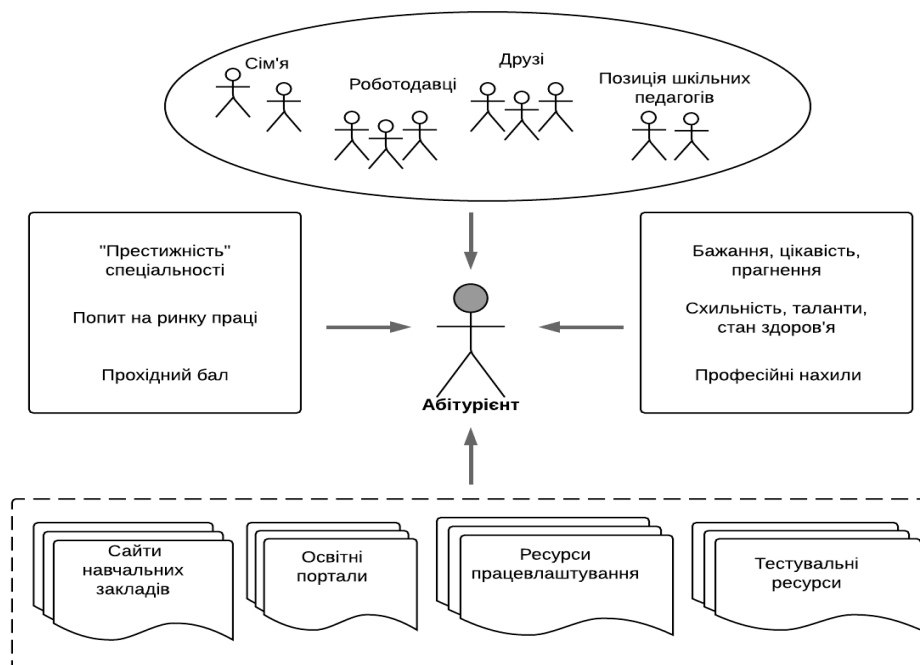 Сім'я
Роботодавці
Друзі
Позиція шкільних
педагогів
"Престижність"
спеціальності
Попит на ринку праці
Прохідний бал
Бажання, цікавість,
прагнення
Схильність, таланти,
стан здоров'я
Професійні нахили
Абітурієнт
Сайти
навчальних
закладів
Освітні
портали
Ресурси
працевлаштування
Тестувальні
ресурси